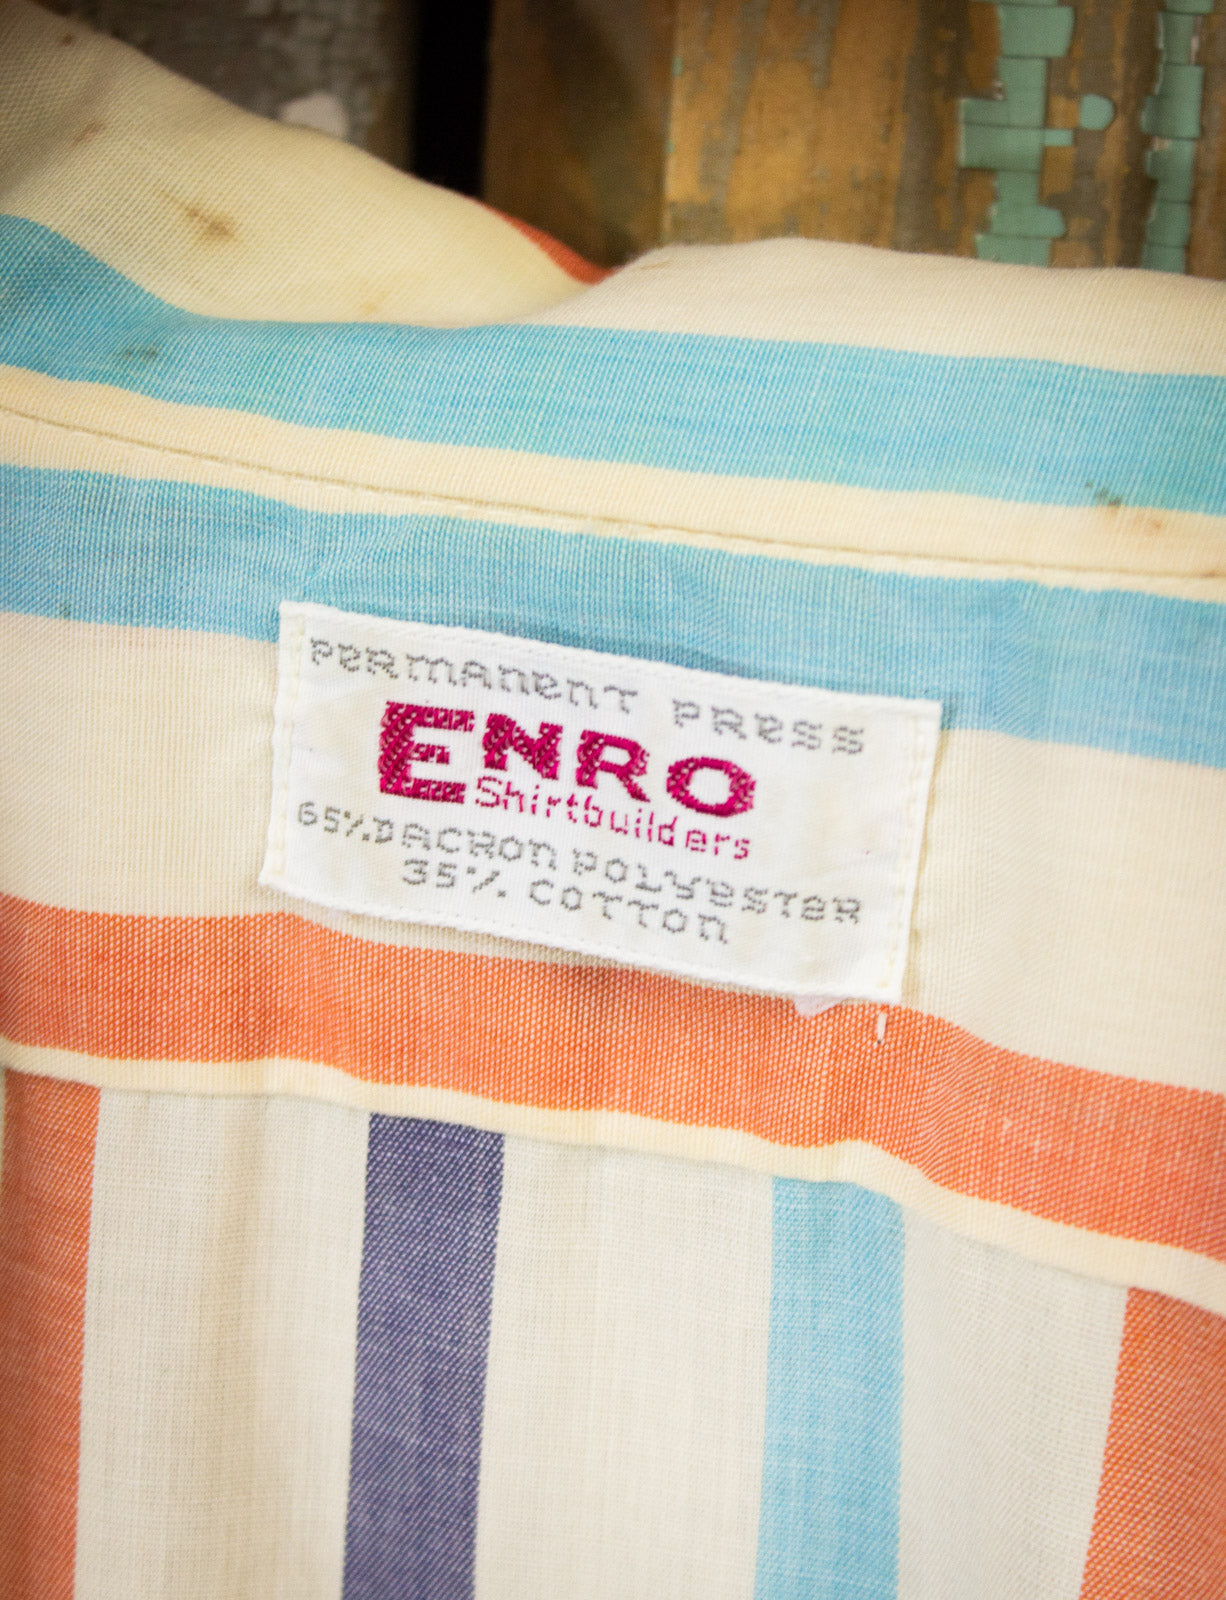 PERMANENT PRESS
ENRO
Shirtbuilders
65% DACRON POLYESTER
35% COTTON